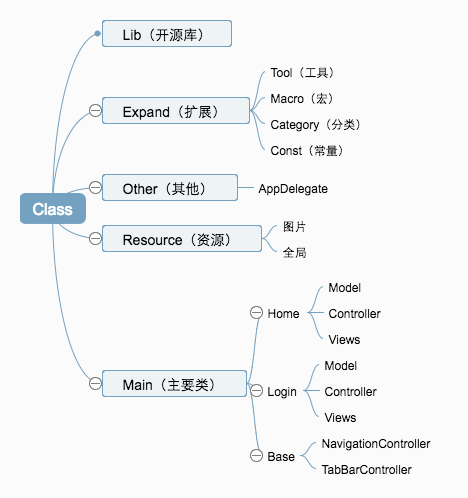 Class
Lib（开源库）
Expand（扩展）
Tool（工具）
Macro（宏）
Category（分类）
Const（常量）
Other（其他）
AppDelegate
Resource（资源）
图片
全局
Main（主要类）
Home
Model
Controller
Views
Login
Model
Controller
Views
Base
NavigationController
TabBarController